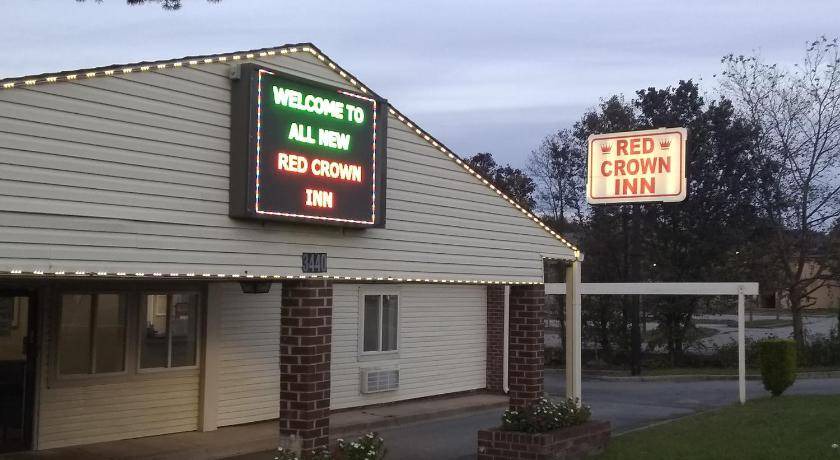 WELCOME TO
ALL NEW
RED CROWN
INN
RED
CROWN
INN
3440